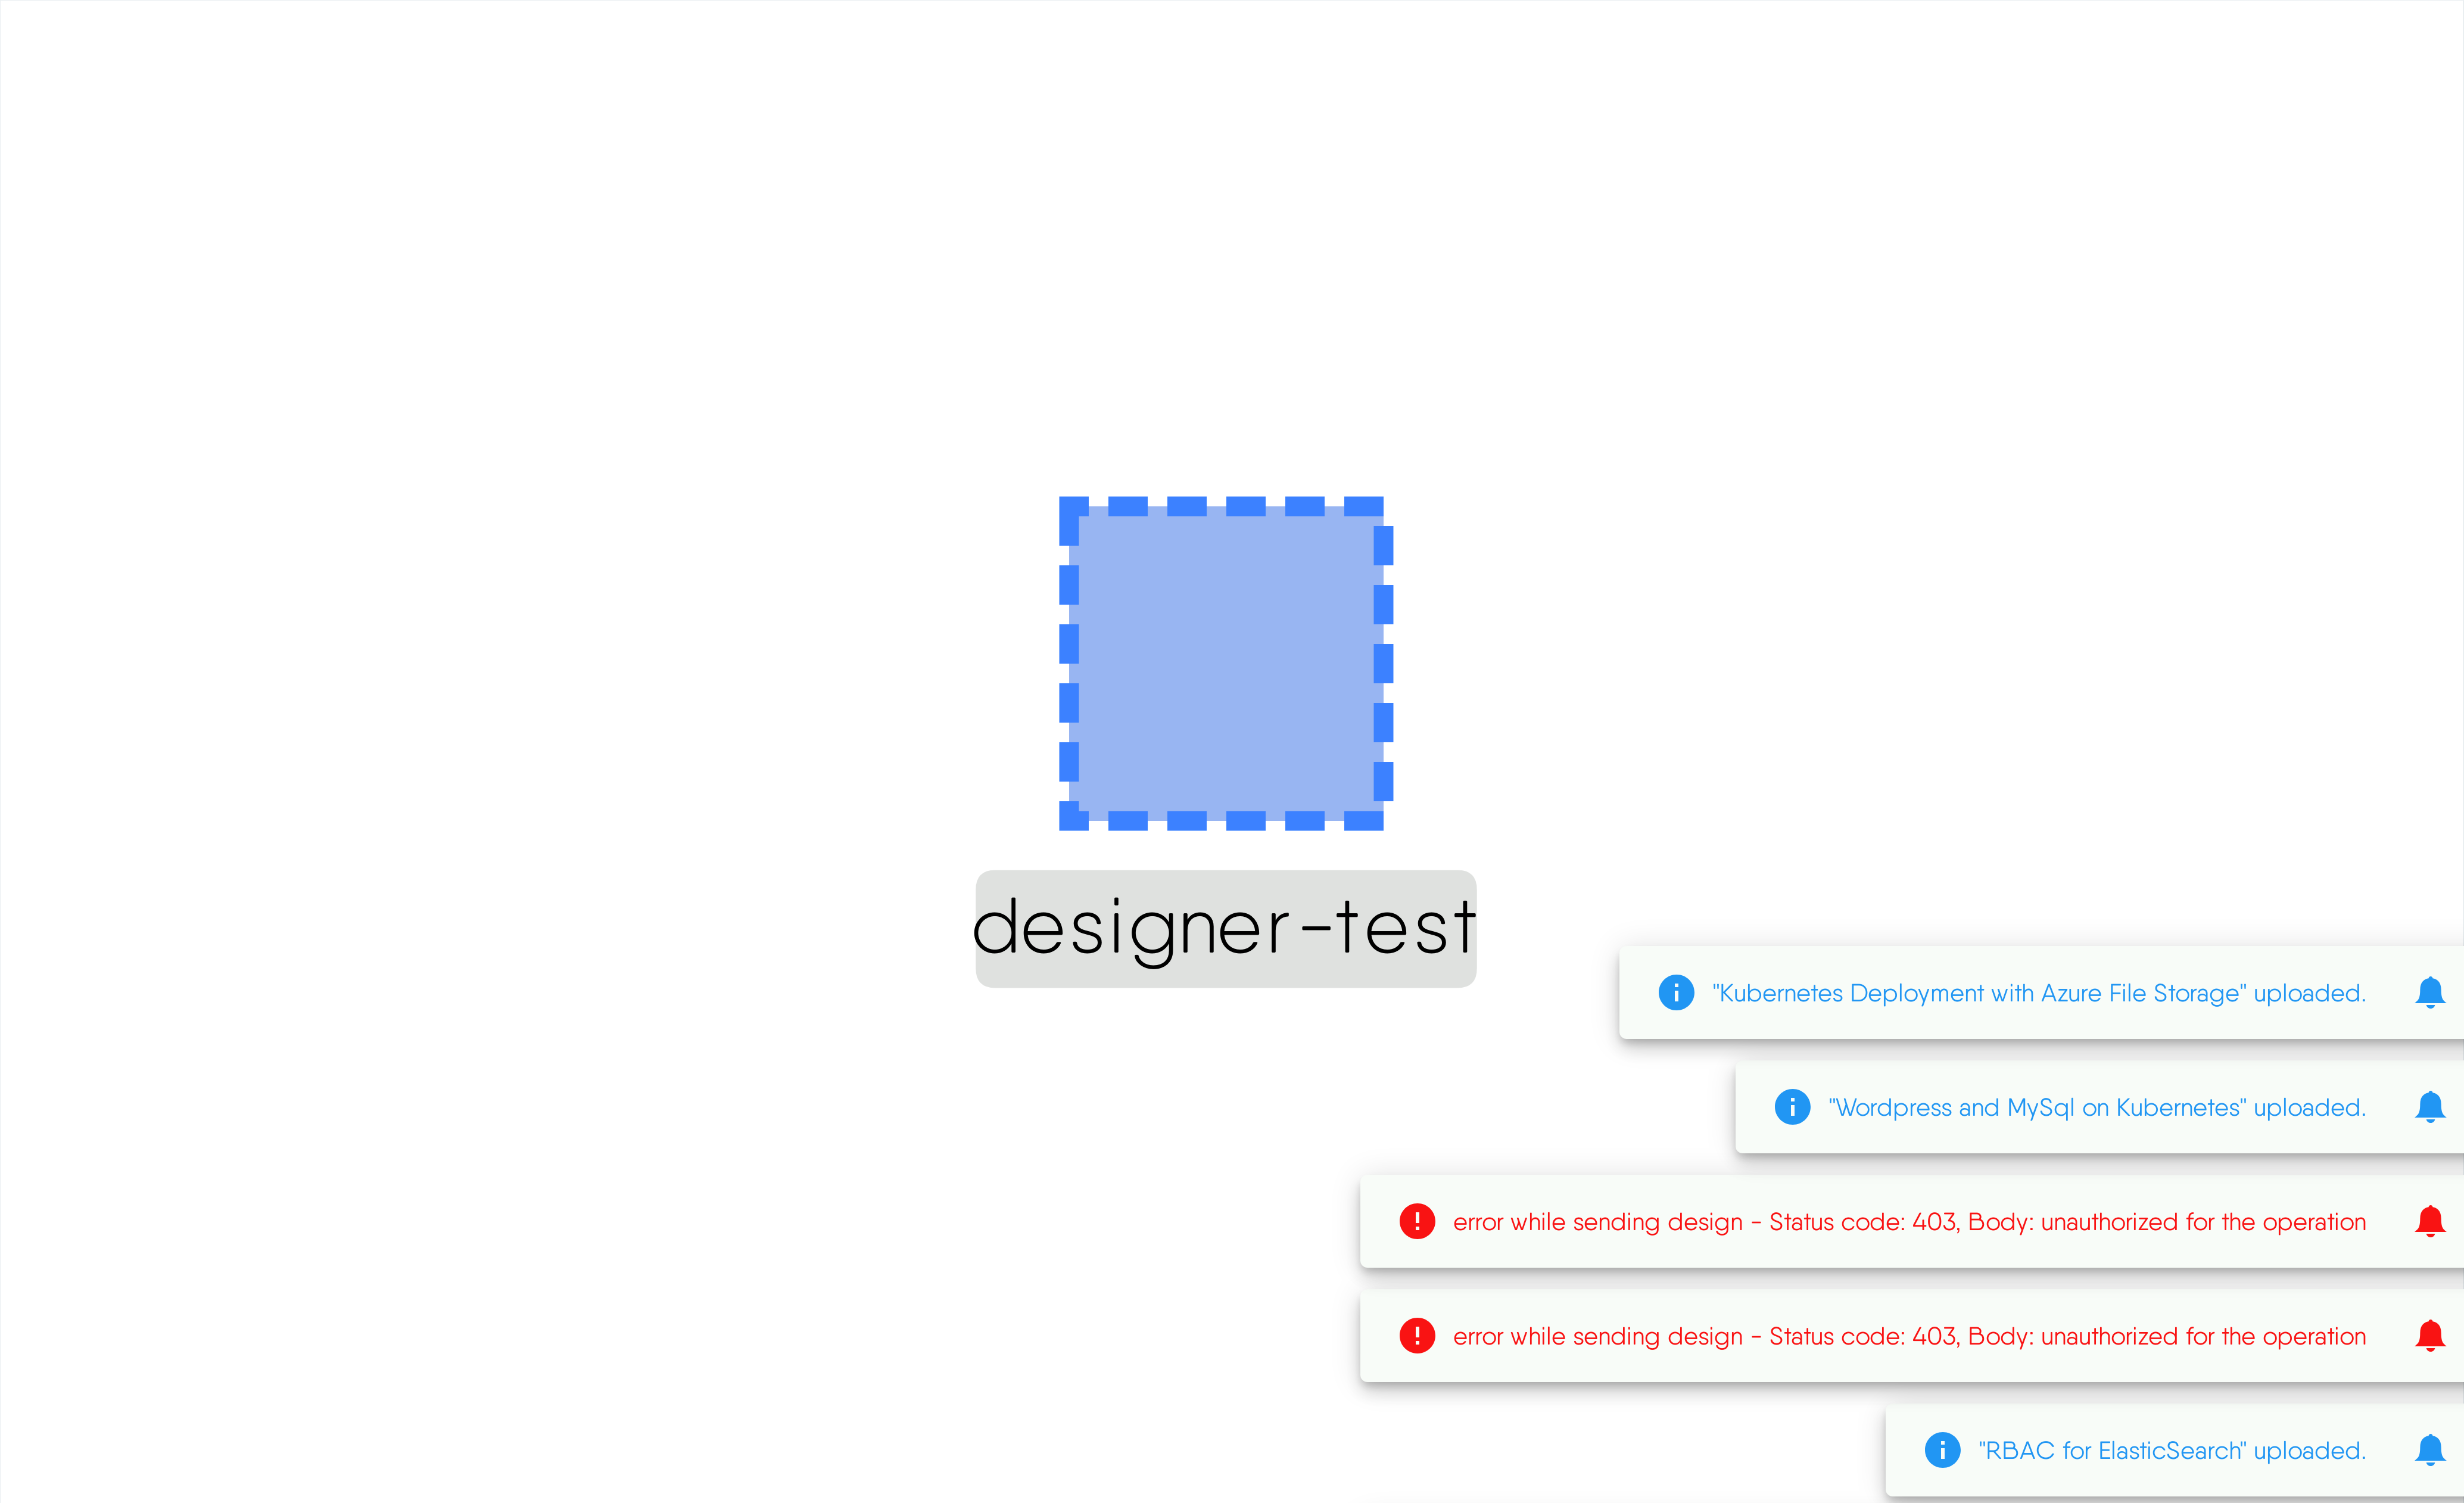 designer-test
"Kubernetes Deployment with Azure File Storage" uploaded.
"Wordpress and MySql on Kubernetes" uploaded.
error while sending design - Status code: 403, Body: unauthorized for the operation
error while sending design - Status code: 403, Body: unauthorized for the operation
"RBAC for ElasticSearch" uploaded.